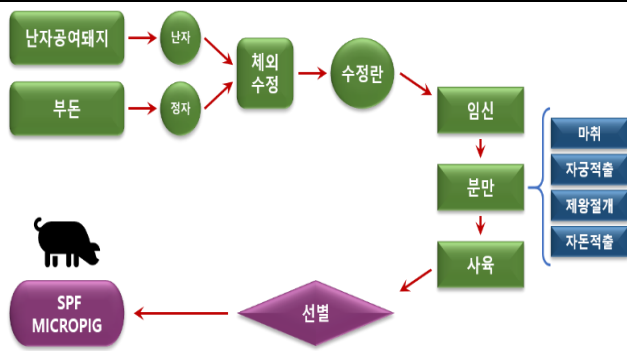 난자공여돼지
난자
부돈
정자
체외
수정
수정란
임신
분만
사육
마취
자궁적출
제왕절개
자돈적출
선별
SPF
MICROPIG